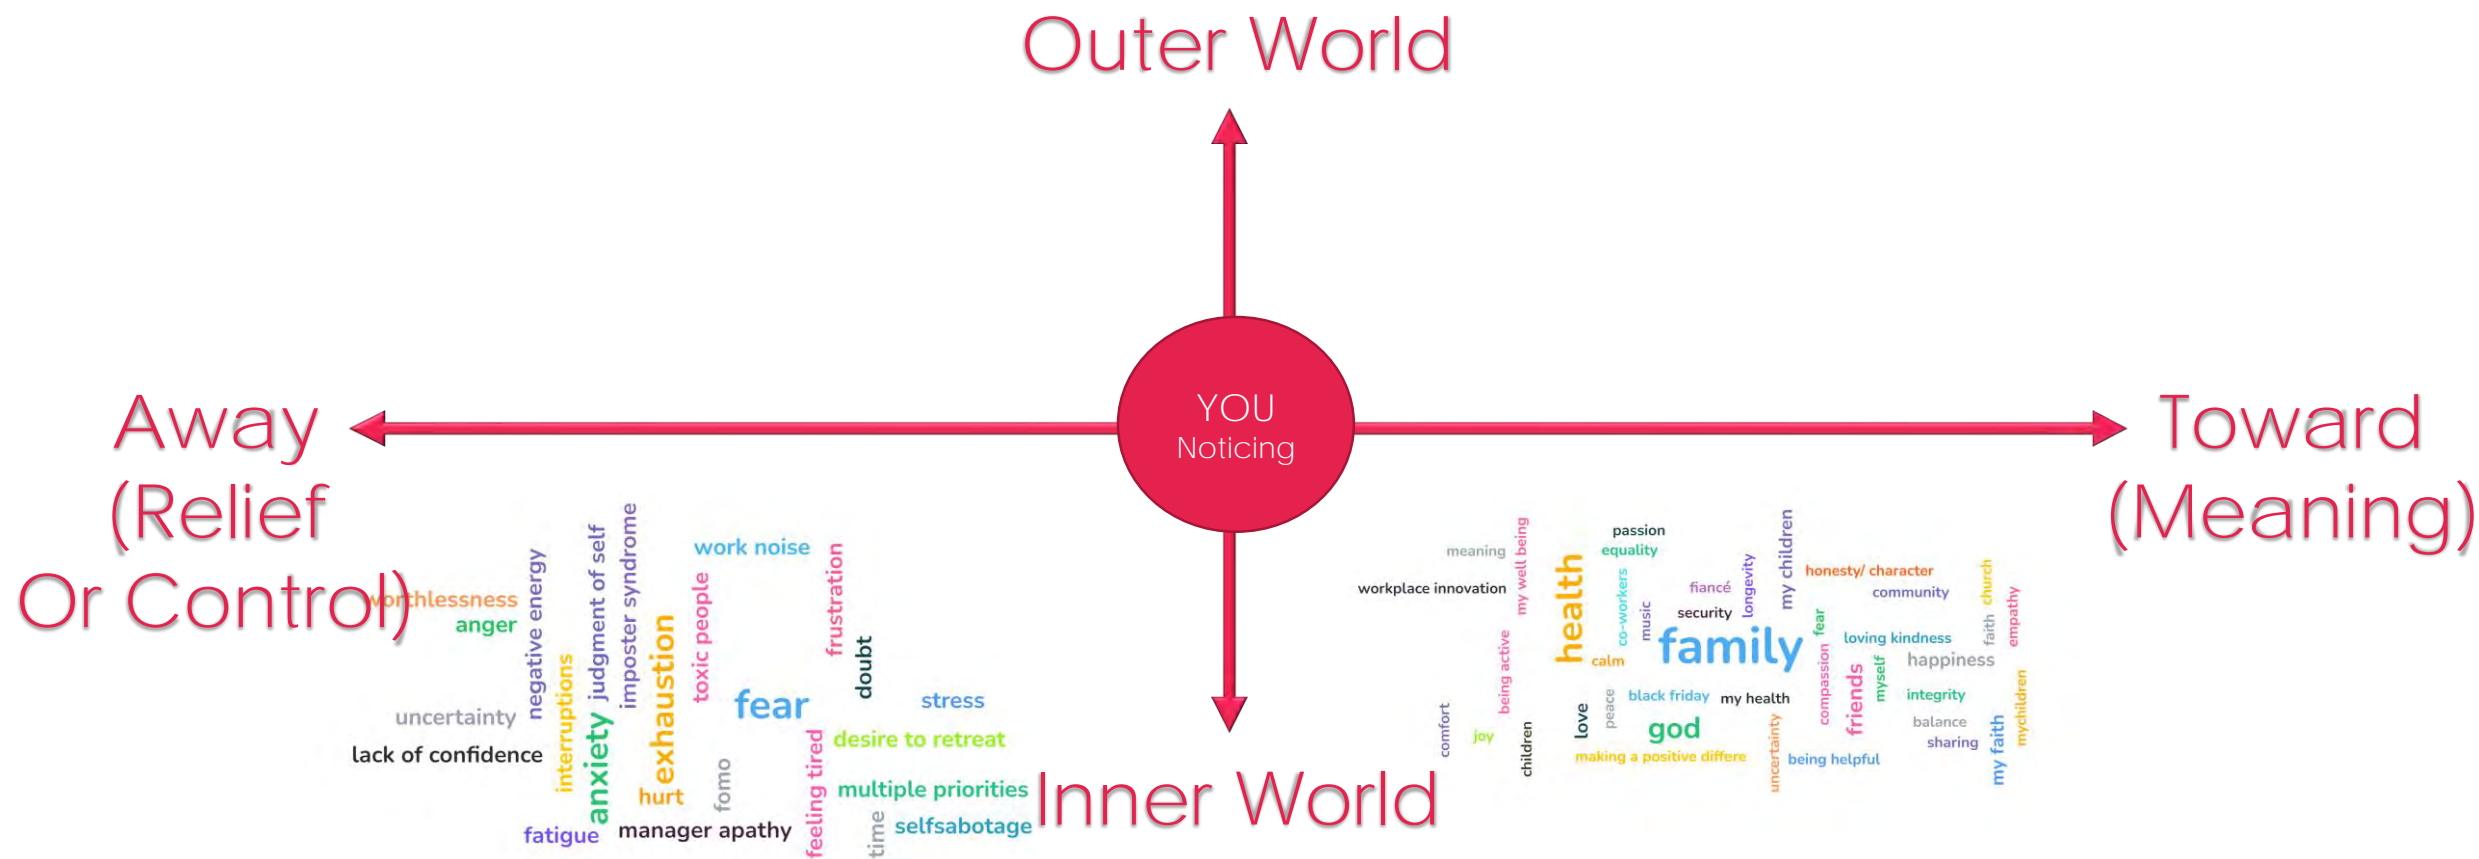 Outer World
Away
(Relief
Or Control)
YOU
Noticing
Toward
(Meaning)
Inner World
worthlessness
anger
negative energy
judgment of self
imposter syndrome
work noise
toxic people
frustration
exhaustion
interruptions
doubt
fear
stress
uncertainty
lack of confidence
anxiety
hurt
fomo
feeling tired
desire to retreat
multiple priorities
time
selfsabotage
manager apathy
fatigue
meaning
my well being
workplace innovation
health
passion
equality
co-workers
music
fiancé
security
longevity
my children
honesty/ character
community
church
empathy
faith
fear
family
loving kindness
calm
being active
compassion
friends
myself
happiness
integrity
mychildren
balance
sharing
my faith
black friday
my health
peace
love
god
making a positive differe
uncertainty
being helpful
comfort
joy
children